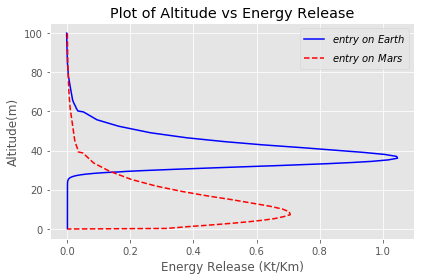 Plot of Altitude vs Energy Release
entry on Earth
entry on Mars
Altitude(m)
100
80
60
40
20
0
0.0 0.2 0.4 0.6 0.8 1.0
Energy Release (Kt/Km)